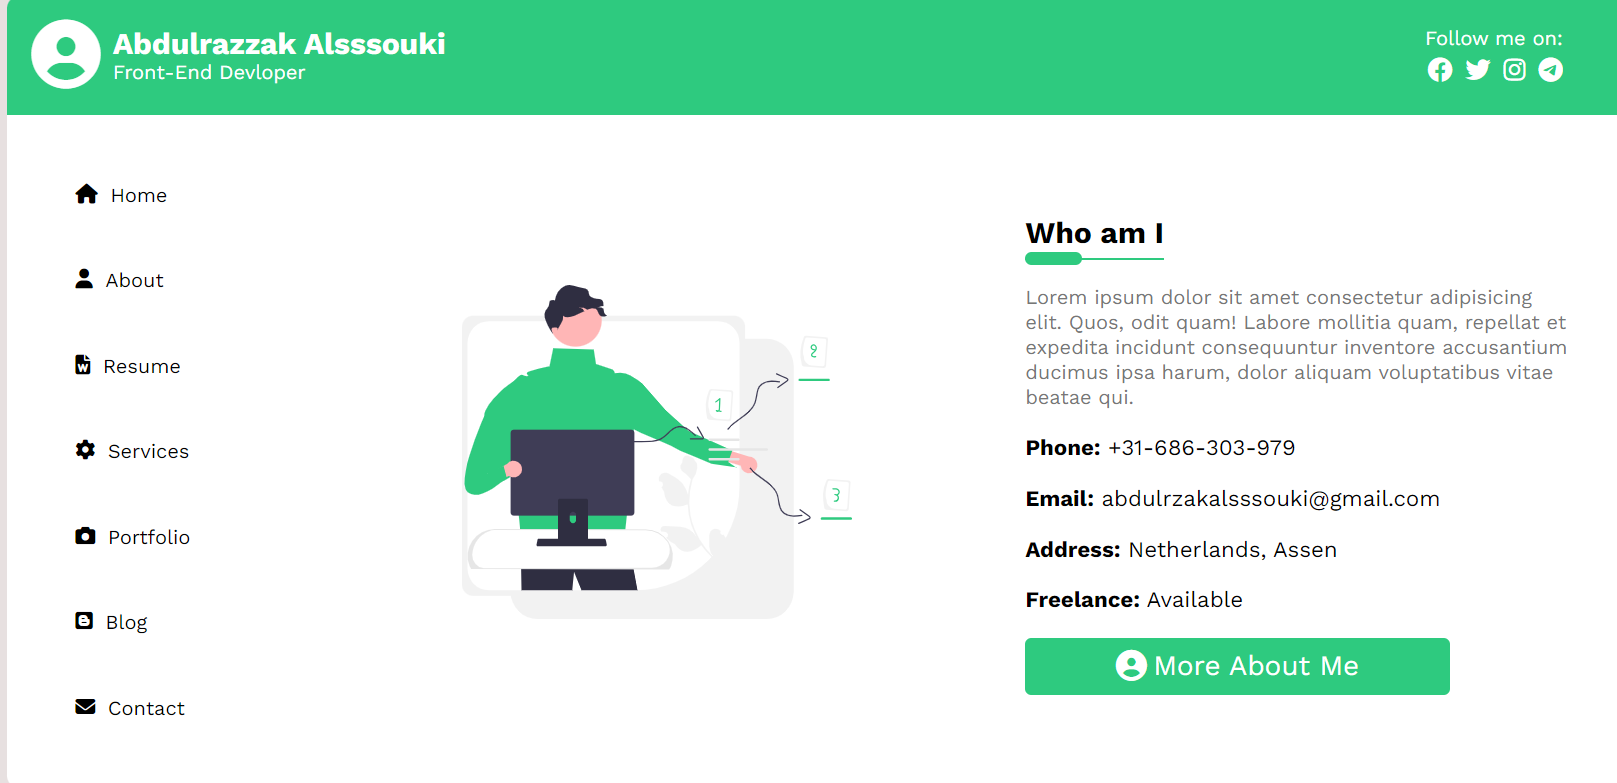 Abdulrazzak Alsssouki
Front-End Devloper
Follow me on:
Home
About
Resume
Services
Portfolio
Blog
Contact
1
2
3
Who am I
Lorem ipsum dolor sit amet consectetur adipisicing
elit. Quos, odit quam! Labore mollitia quam, repellat et
expedita incidunt consequuntur inventore accusantium
ducimus ipsa harum, dolor aliquam voluptatibus vitae
beatae qui.
Phone: +31-686-303-979
Email: abdulrzakalsssouki@gmail.com
Address: Netherlands, Assen
Freelance: Available
More About Me